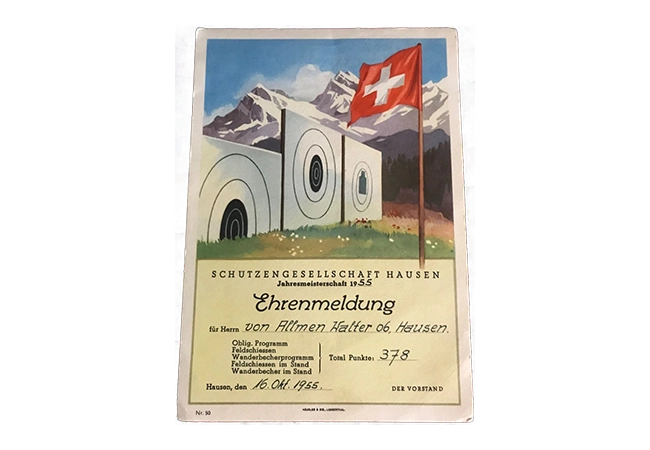 SCHÜTZENGESELLSCHAFT HAUSEN
Jahresmeisterschaft 1955
Ehrenmeldung
für Herrn von Allmen Walter 06, Hausen.
Oblig. Programm
Feldschiessen
Wanderbecherprogramm
Feldschiessen im Stand
Wanderbecher im Stand
Total Punkte: 378
Hausen, den 16. Okt. 1955.
DER VORSTAND
Nr. 50